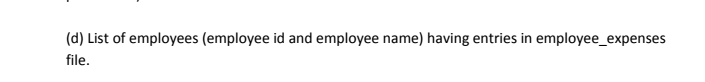 (d) List of employees (employee id and employee name) having entries in employee_expenses
file.